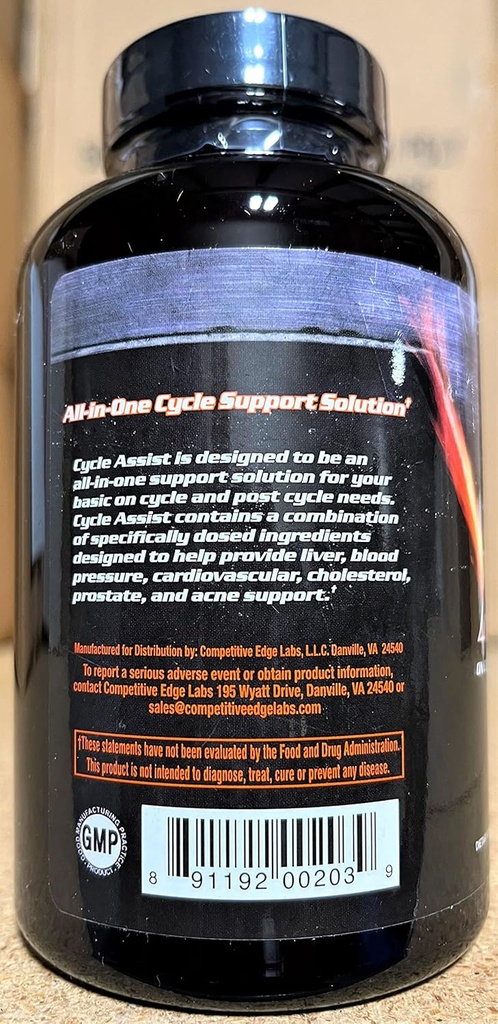 All-in-One Cycle Support Solution†
Cycle Assist is designed to be an
all-in-one support solution for your
basic on cycle and post cycle needs.
Cycle Assist contains a combination
of specifically dosed ingredients
designed to help provide liver, blood
pressure, cardiovascular, cholesterol,
prostate, and acne support.†
Manufactured for Distribution by: Competitive Edge Labs, L.L.C. Danville, VA 24540
To report a serious adverse event or obtain product information,
contact Competitive Edge Labs 195 Wyatt Drive, Danville, VA 24540 or
sales@competitiveedgelabs.com
†These statements have not been evaluated by the Food and Drug Administration.
This product is not intended to diagnose, treat, cure or prevent any disease.
GOOD MANUFACTURING PRACTICE
GMP
PRODUCT
8 91192 00203 9